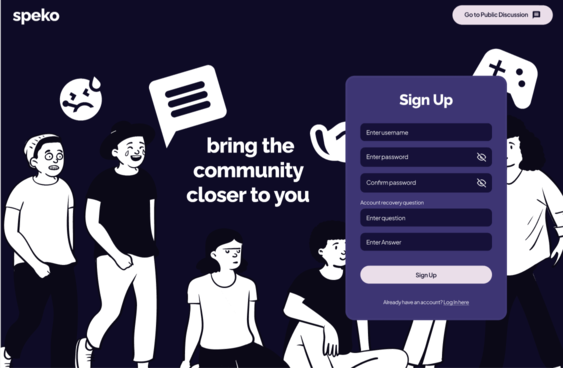 speko
Go to Public Discussion
Sign Up
Enter username
bring the
community
closer to you
Enter password
Confirm password
Account recovery question
Enter question
Enter Answer
Sign Up
Already have an account? Log In here